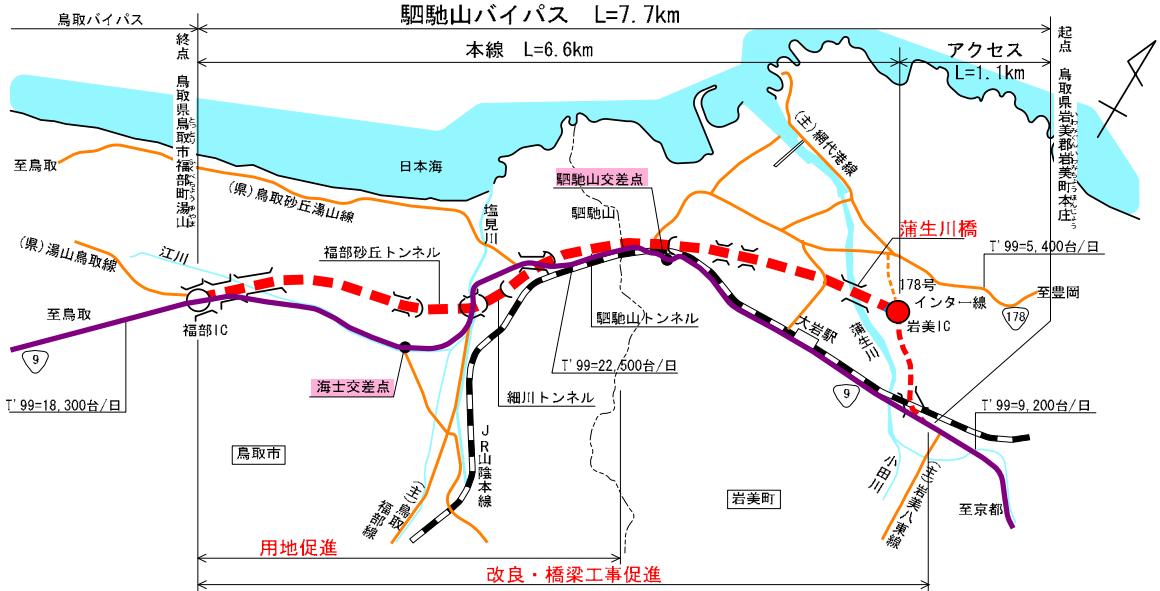 鳥取バイパス
駟馳山バイパス L=7.7km
本線 L=6.6km
アクセス
L=1.1km
終点 鳥取県鳥取市福部町湯山
起点 鳥取県岩美郡岩美町本庄
日本海
至鳥取
(県)鳥取砂丘湯山線
(県)湯山鳥取線
江川
塩見川
福部砂丘トンネル
駟馳山交差点
駟馳山
(主)網代港線
蒲生川橋
T'99=5,400台/日
至豊岡
178
178号
インター線
岩美IC
至鳥取
福部IC
9
T'99=18,300台/日
海士交差点
駟馳山トンネル
T'99=22,500台/日
細川トンネル
大岩駅
蒲生川
9
T'99=9,200台/日
鳥取市
JR山陰本線
(主)鳥取福部線
岩美町
小田川
(主)岩美八東線
至京都
用地促進
改良・橋梁工事促進